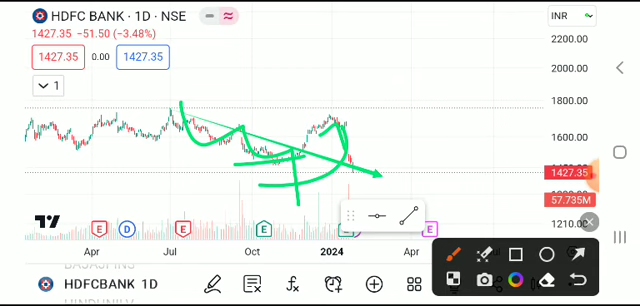 HDFC BANK · 1D · NSE
INR
1427.35 −51.50 (−3.48%)
1427.35 0.00 1427.35
1
2200.00
2000.00
1800.00
1600.00
1427.35
57.735M
1210.00
E D E E E E
Apr Jul Oct 2024 Apr
HDFCBANK 1D